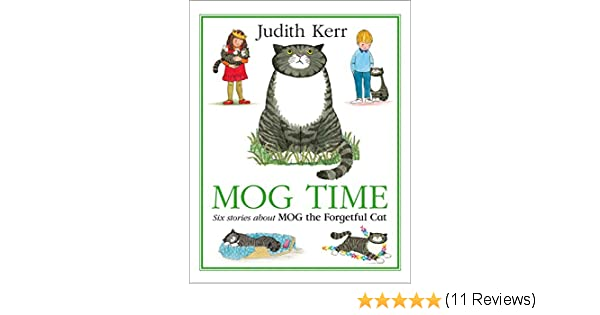 Judith Kerr
MOG TIME
Six stories about MOG the Forgetful Cat
(11 Reviews)